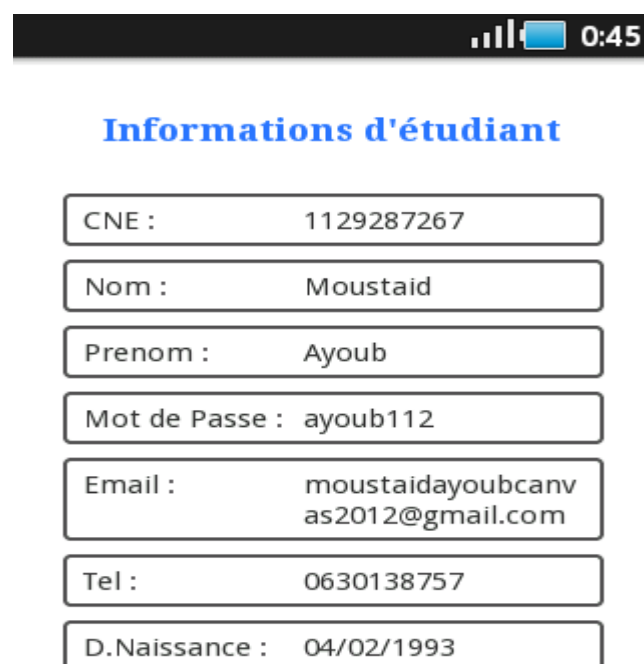 0:45
Informations d'étudiant
CNE : 1129287267
Nom : Moustaid
Prenom : Ayoub
Mot de Passe : ayoub112
Email : moustaidayoubcanv
as2012@gmail.com
Tel : 0630138757
D.Naissance : 04/02/1993